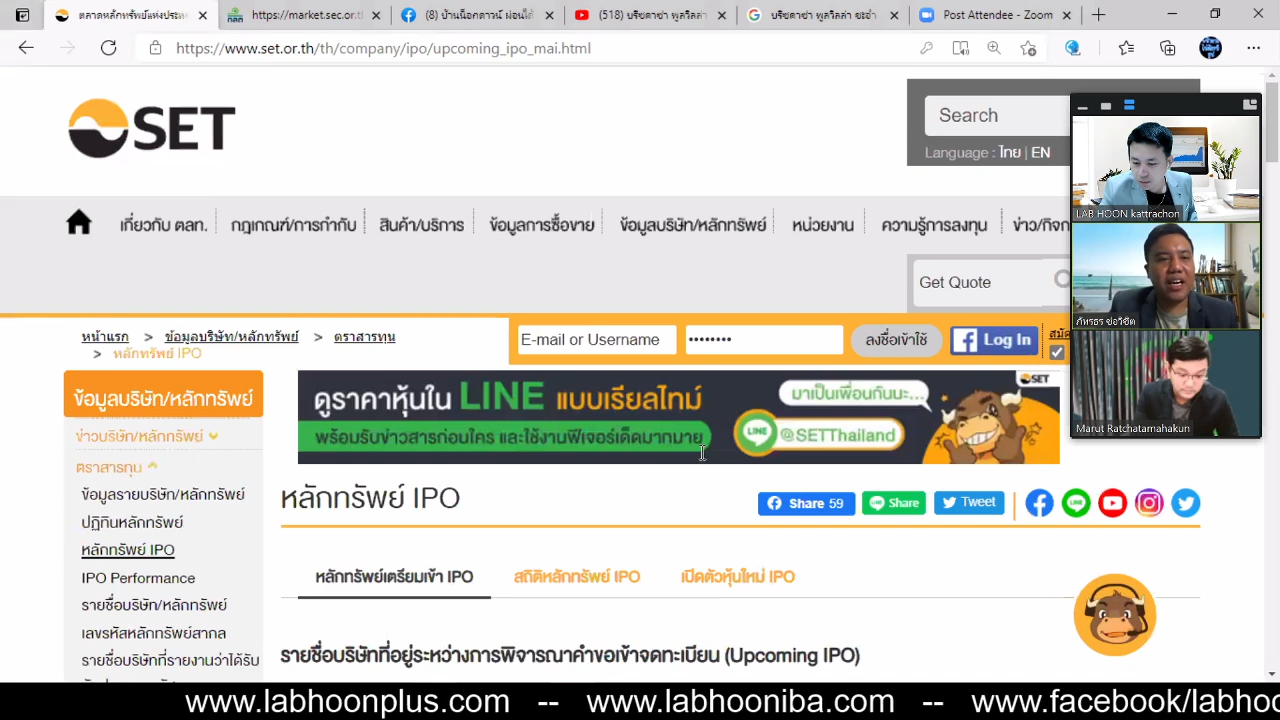 ตลาดหลักทรัพย์แห่งประเท
https://market.sec.or.th
(8) บ้านน็อกดาวน์ ผ่อนได้
(518) บริซดาซ่า พูลวิลล่า
บริซดาซ่า พูลวิลล่า ชะอำ
Post Attendee - Zoom
https://www.set.or.th/th/company/ipo/upcoming_ipo_mai.html
SET
Search
Language : ไทย | EN
เกี่ยวกับ ตลท.
กฎเกณฑ์/การกำกับ
สินค้า/บริการ
ข้อมูลการซื้อขาย
ข้อมูลบริษัท/หลักทรัพย์
หน่วยงาน
ความรู้การลงทุน
ข่าว/กิจก
Get Quote
LAB HOON kattrachon
ภัทรธร ช่อวิชิต
Marut Ratchatamahakun
หน้าแรก > ข้อมูลบริษัท/หลักทรัพย์ > ตราสารทุน
> หลักทรัพย์ IPO
E-mail or Username
••••••••
ลงชื่อเข้าใช้
Log In
สมัค
ข้อมูลบริษัท/หลักทรัพย์
ข่าวบริษัท/หลักทรัพย์
ตราสารทุน
ข้อมูลรายบริษัท/หลักทรัพย์
ปฏิทินหลักทรัพย์
หลักทรัพย์ IPO
IPO Performance
รายชื่อบริษัท/หลักทรัพย์
เลขรหัสหลักทรัพย์สากล
รายชื่อบริษัทที่รายงานว่าได้รับ
ดูราคาหุ้นใน LINE แบบเรียลไทม์
พร้อมรับข่าวสารก่อนใคร และใช้งานฟีเจอร์เด็ดมากมาย
มาเป็นเพื่อนกันนะ...
LINE @SETThailand
SET
หลักทรัพย์ IPO
Share 59
Share
Tweet
หลักทรัพย์เตรียมเข้า IPO
สถิติหลักทรัพย์ IPO
เปิดตัวหุ้นใหม่ IPO
รายชื่อบริษัทที่อยู่ระหว่างการพิจารณาคำขอเข้าจดทะเบียน (Upcoming IPO)
www.labhoonplus.com -- www.labhooniba.com -- www.facebook/labhoo